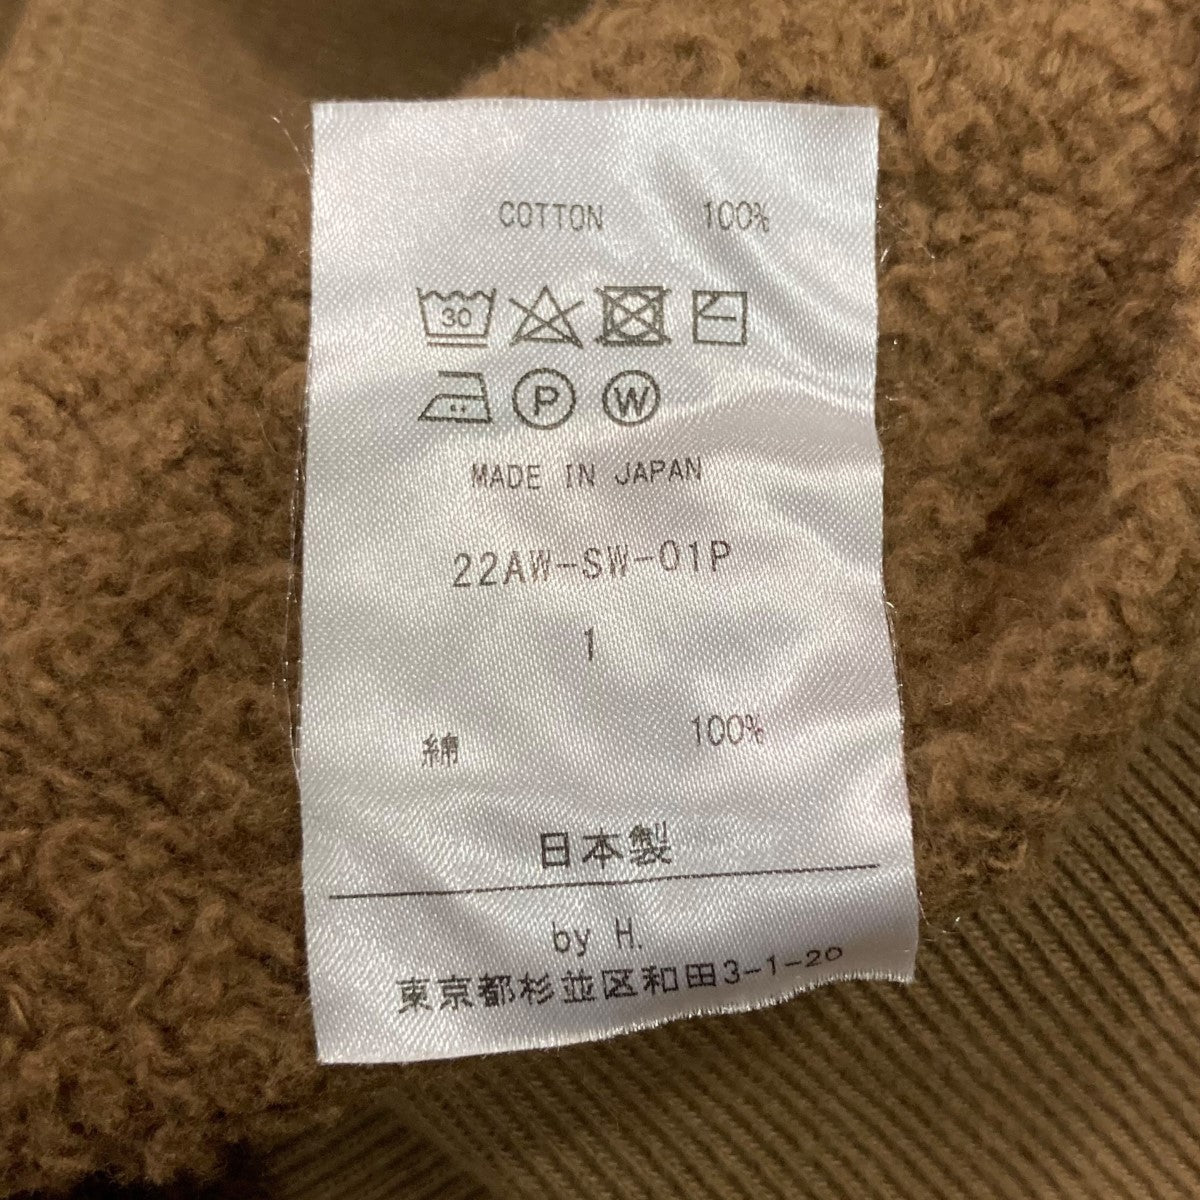 COTTON 100%
30
P W
MADE IN JAPAN
22AW-SW-01P
1
綿 100%
日本製
by H.
東京都杉並区和田3-1-20